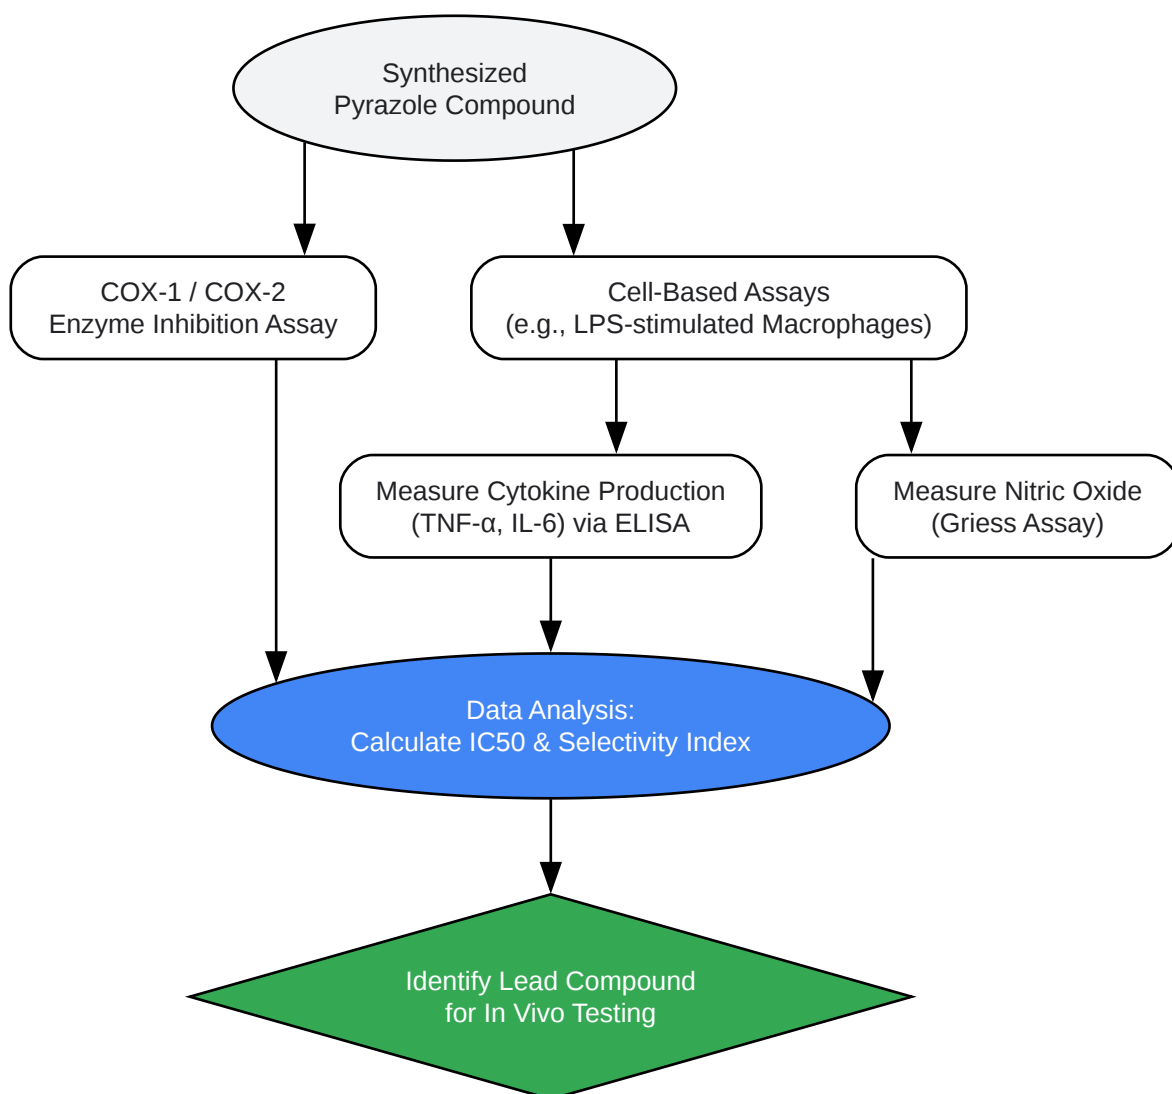 Synthesized
Pyrazole Compound
COX-1 / COX-2
Enzyme Inhibition Assay
Cell-Based Assays
(e.g., LPS-stimulated Macrophages)
Measure Cytokine Production
(TNF-α, IL-6) via ELISA
Measure Nitric Oxide
(Griess Assay)
Data Analysis:
Calculate IC50 & Selectivity Index
Identify Lead Compound
for In Vivo Testing